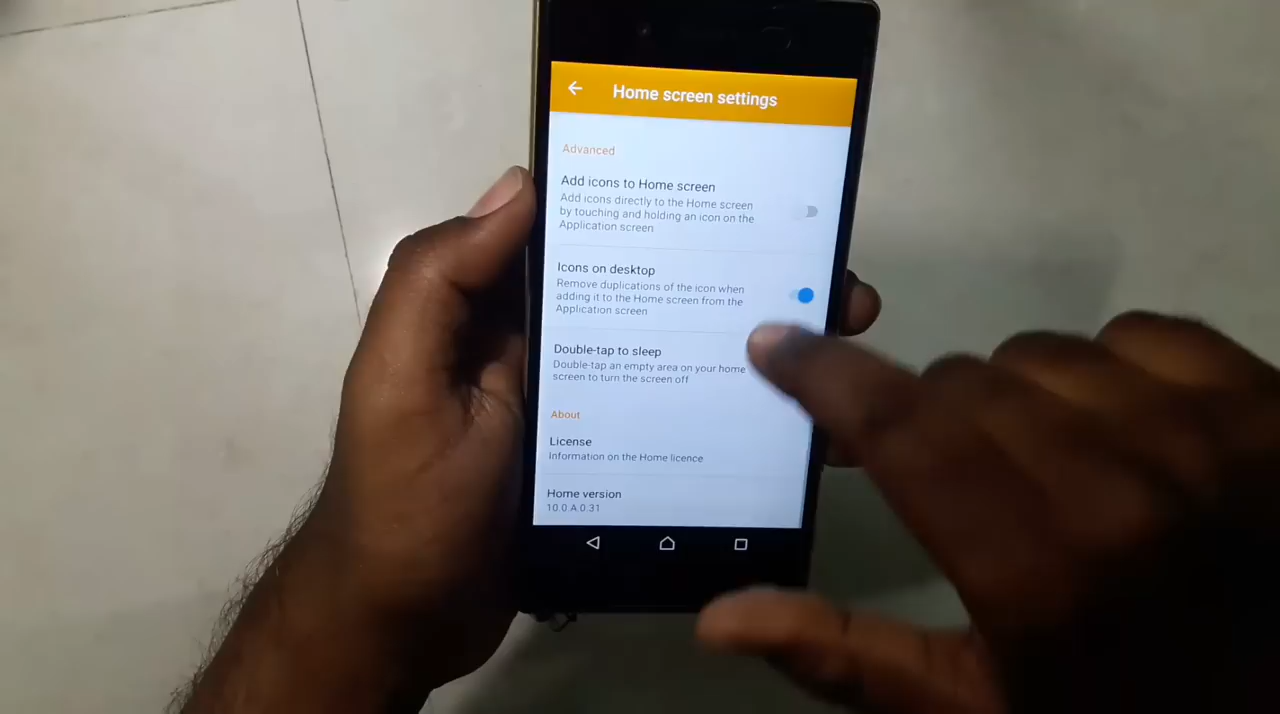 Home screen settings
Advanced
Add icons to Home screen
Add icons directly to the Home screen
by touching and holding an icon on the
Application screen
Icons on desktop
Remove duplications of the icon when
adding it to the Home screen from the
Application screen
Double-tap to sleep
Double-tap an empty area on your home
screen to turn the screen off
About
License
Information on the Home licence
Home version
10.0.A.0.31